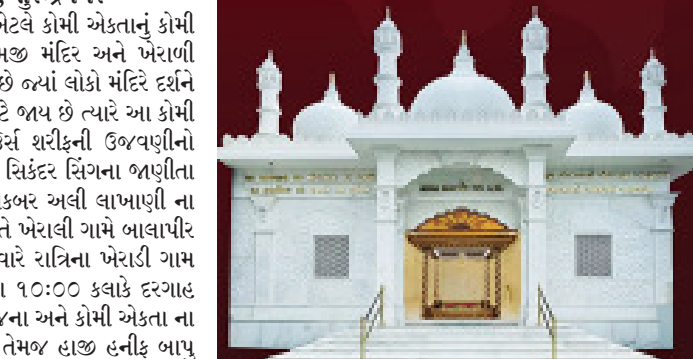 એટલે કોમી એકતાનું કોમી
મજી મંદિર અને ખેરાળી
છે જ્યાં લોકો મંદિરે દર્શને
ટે જાય છે ત્યારે આ કોમી
ઉર્સ શરીફની ઉજવણીનો
સિકંદર સિંગના જાણીતા
કબર અલી લાખાણી ના
તે ખેરાલી ગામે બાલાપીર
વારે રાત્રિના ખેરાડી ગામ
ના ૧૦:૦૦ કલાકે દરગાહ
જના અને કોમી એકતા ના
તેમજ હાજી હનીફ બાપુ